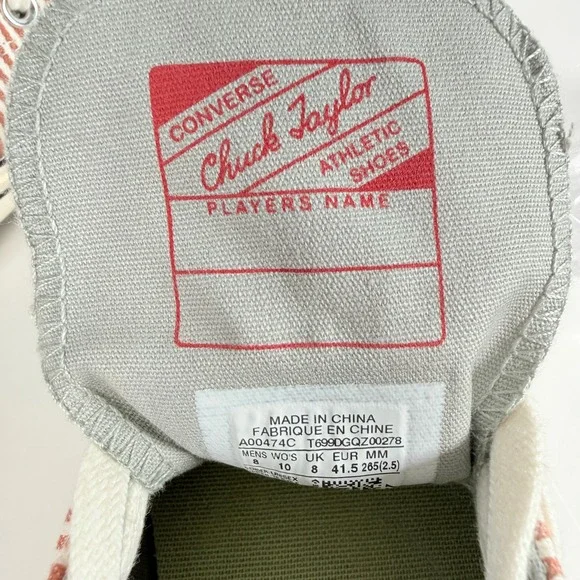 CONVERSE
Chuck Taylor
ATHLETIC
SHOES
PLAYERS NAME
MADE IN CHINA
FABRIQUE EN CHINE
A00474C T699DGQZ00278
MENS WO'S UK EUR MM
8 10 8 41.5 265(2.5)